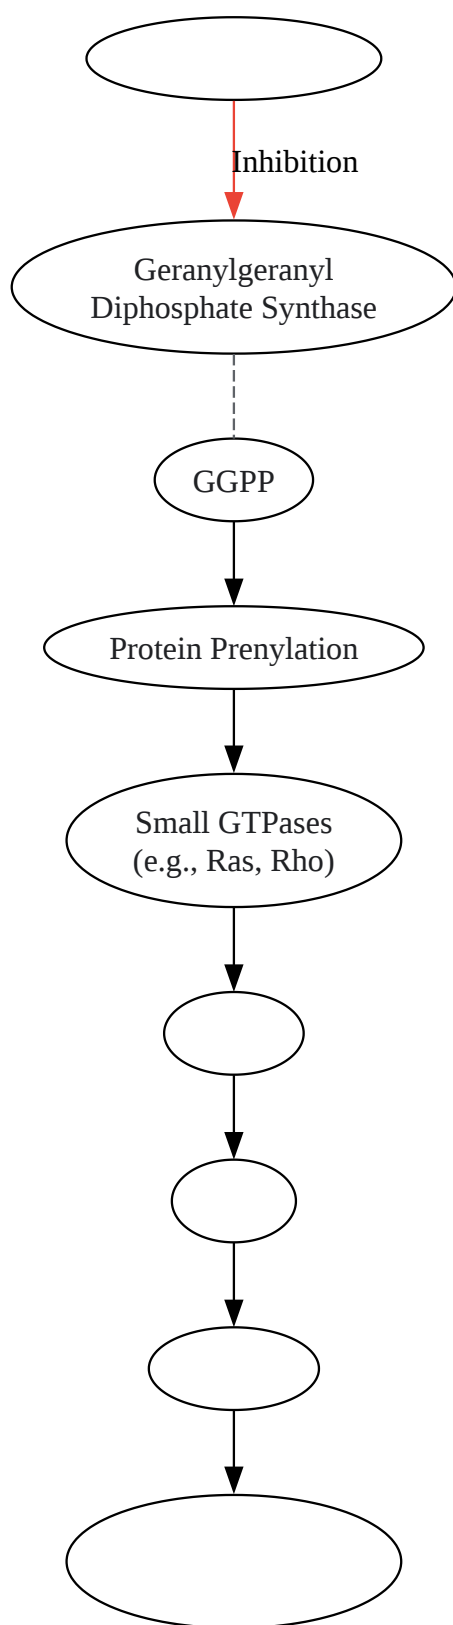 Inhibition
Geranylgeranyl
Diphosphate Synthase
GGPP
Protein Prenylation
Small GTPases
(e.g., Ras, Rho)